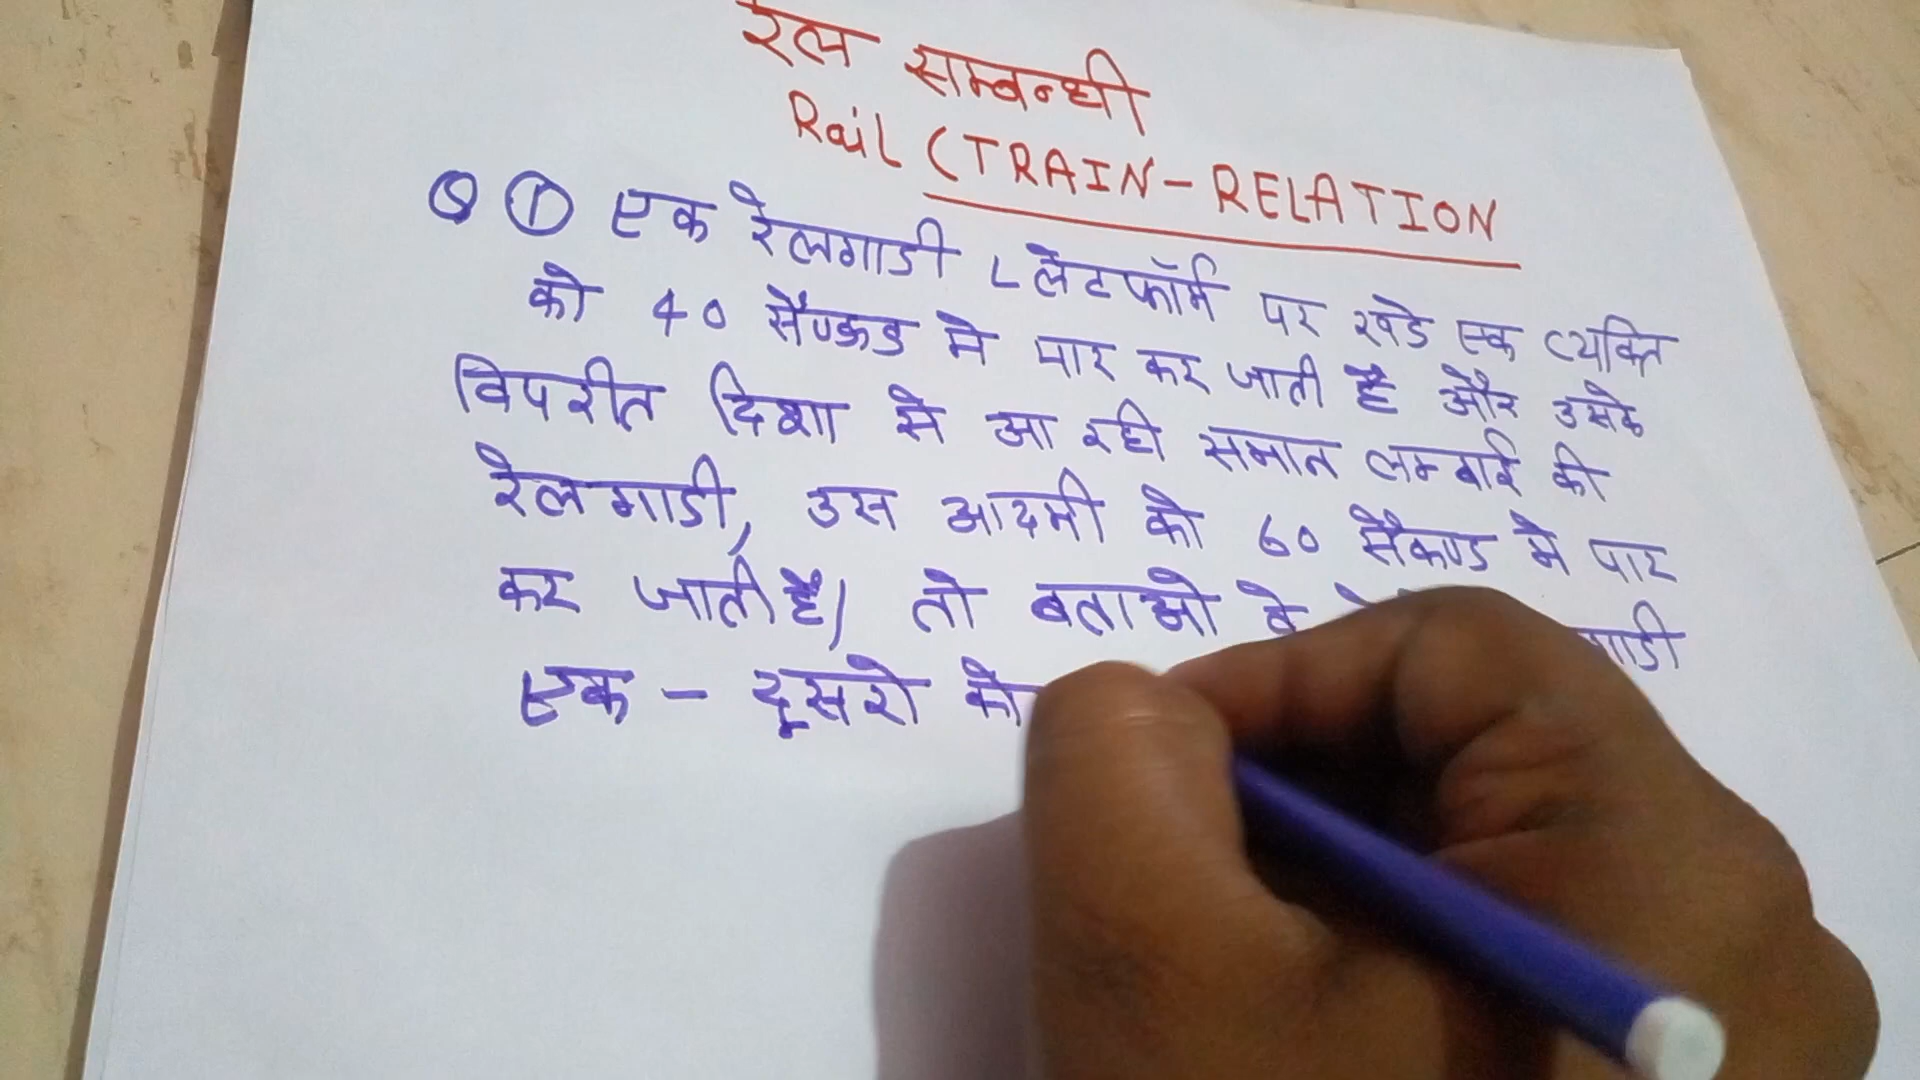 रेल सम्बन्धी
Rail (TRAIN-RELATION
Q ① एक रेलगाडी प्लेटफॉर्म पर खडे एक व्यक्ति
को 40 सैण्कड मे पार कर जाती है और उसके
विपरीत दिशा से आ रही समान लम्बाई की
रेलगाडी, उस आदमी को 60 सैकण्ड मे पार
कर जाती है। तो बताओ वे गाडी
एक - दूसरो को